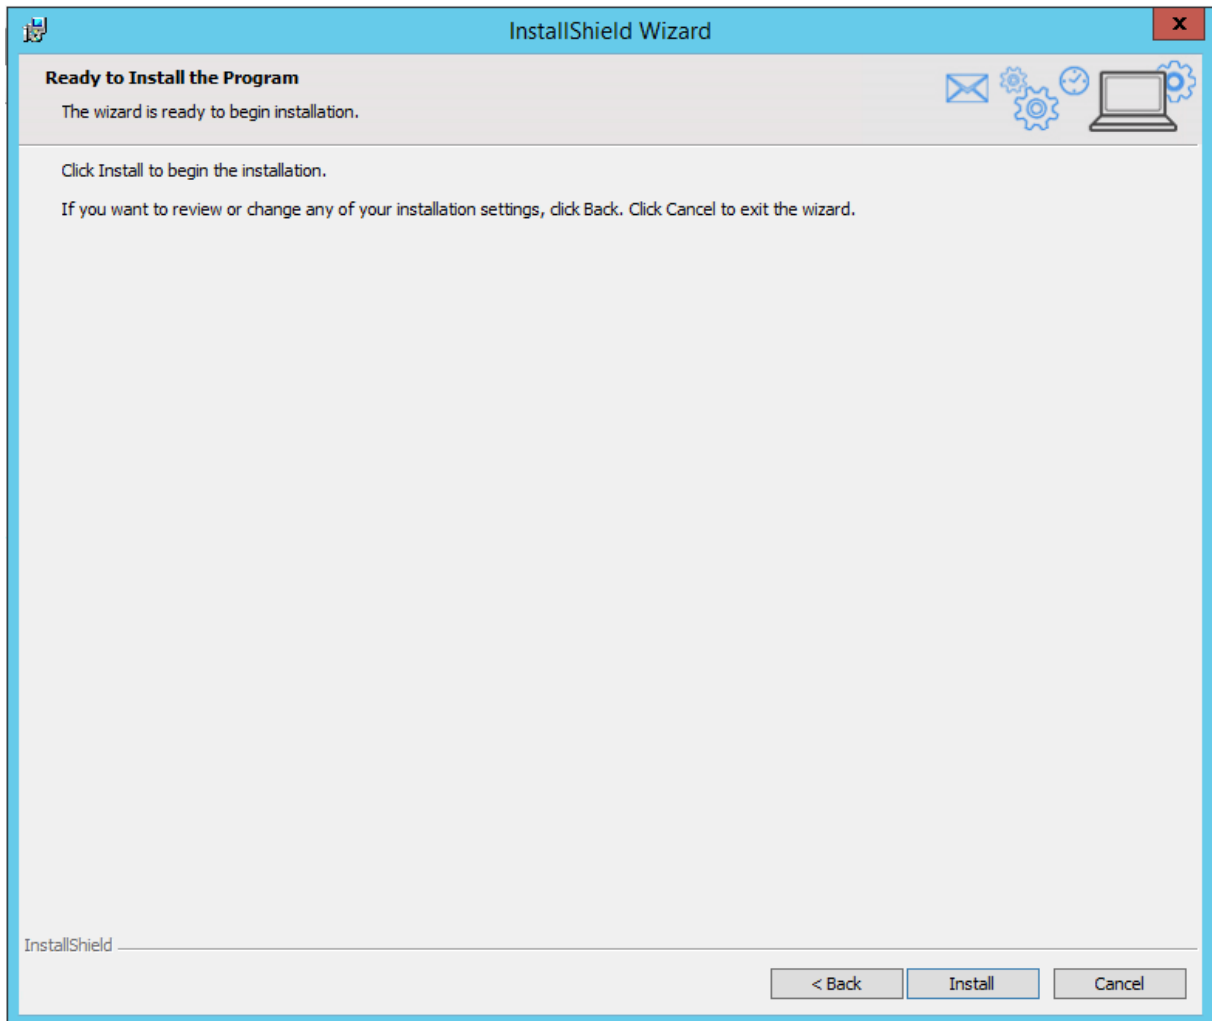 InstallShield Wizard
x
Ready to Install the Program
The wizard is ready to begin installation.
Click Install to begin the installation.
If you want to review or change any of your installation settings, click Back. Click Cancel to exit the wizard.
InstallShield
< Back Install Cancel